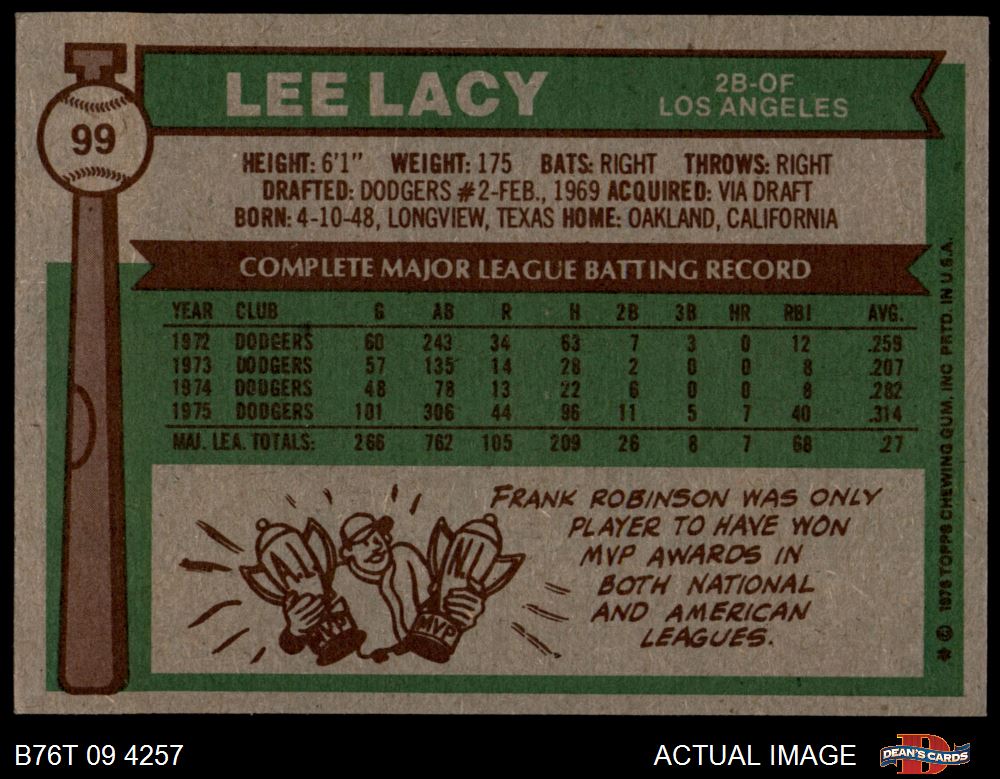 99
LEE LACY
2B-OF
LOS ANGELES
HEIGHT: 6'1" WEIGHT: 175 BATS: RIGHT THROWS: RIGHT
DRAFTED: DODGERS #2-FEB., 1969 ACQUIRED: VIA DRAFT
BORN: 4-10-48, LONGVIEW, TEXAS HOME: OAKLAND, CALIFORNIA
COMPLETE MAJOR LEAGUE BATTING RECORD
YEAR CLUB G AB R H 2B 3B HR RBI AVG.
1972 DODGERS 60 243 34 63 7 3 0 12 .259
1973 DODGERS 57 135 14 28 2 0 0 8 .207
1974 DODGERS 48 78 13 22 6 0 0 8 .282
1975 DODGERS 101 306 44 96 11 5 7 40 .314
MAJ. LEA. TOTALS: 266 762 105 209 26 8 7 68 .27
A.L.
N.L.
MVP
MVP
FRANK ROBINSON WAS ONLY
PLAYER TO HAVE WON
MVP AWARDS IN
BOTH NATIONAL
AND AMERICAN
LEAGUES.
* © 1976 TOPPS CHEWING GUM, INC PRTD. IN U.S.A.
B76T 09 4257
ACTUAL IMAGE
DEAN'S CARDS